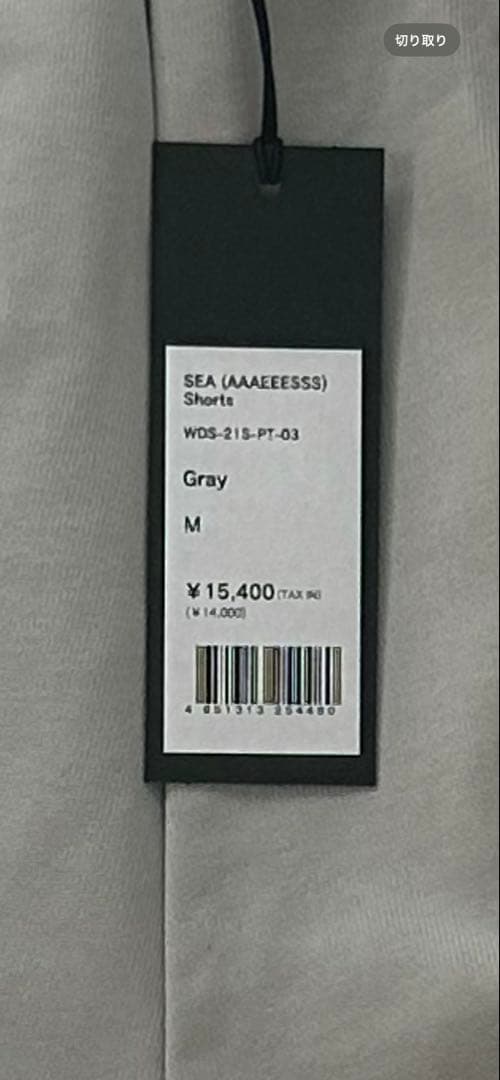 切り取り
SEA (AAAEEESSS)
Shorts
WDS-21S-PT-03
Gray
M
¥15,400 (TAX IN)
(¥14,000)
4 651313 254480